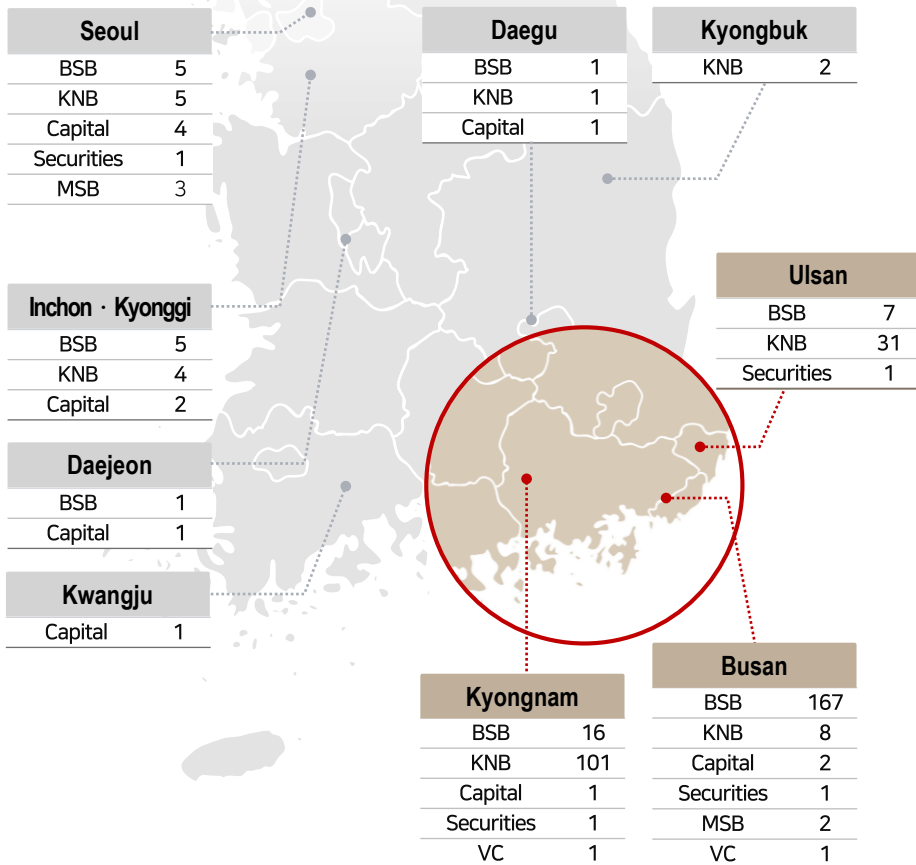 Seoul
BSB 5
KNB 5
Capital 4
Securities 1
MSB 3
Daegu
BSB 1
KNB 1
Capital 1
Kyongbuk
KNB 2
Inchon · Kyonggi
BSB 5
KNB 4
Capital 2
Ulsan
BSB 7
KNB 31
Securities 1
Daejeon
BSB 1
Capital 1
Kwangju
Capital 1
Kyongnam
BSB 16
KNB 101
Capital 1
Securities 1
VC 1
Busan
BSB 167
KNB 8
Capital 2
Securities 1
MSB 2
VC 1